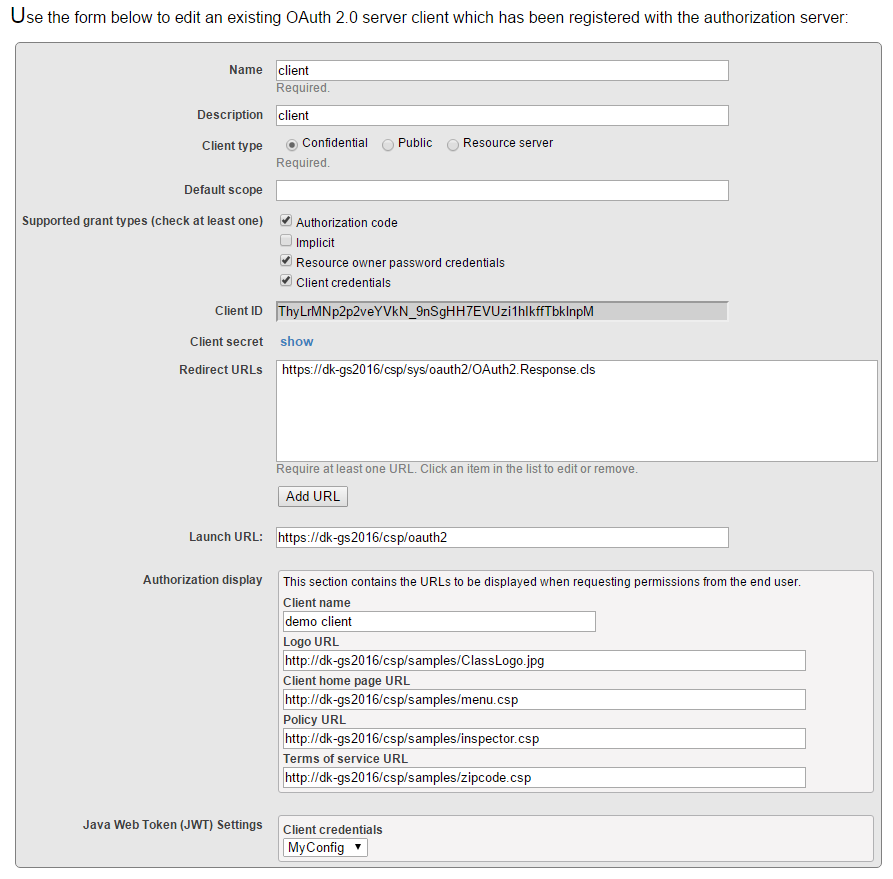 Use the form below to edit an existing OAuth 2.0 server client which has been registered with the authorization server:
Name client
Required.
Description client
Client type Confidential Public Resource server
Required.
Default scope
Supported grant types (check at least one) Authorization code
Implicit
Resource owner password credentials
Client credentials
Client ID ThyLrMNp2p2veYVkN_9nSgHH7EVUzi1hIkffTbkInpM
Client secret show
Redirect URLs https://dk-gs2016/csp/sys/oauth2/OAuth2.Response.cls
Require at least one URL. Click an item in the list to edit or remove.
Add URL
Launch URL: https://dk-gs2016/csp/oauth2
Authorization display This section contains the URLs to be displayed when requesting permissions from the end user.
Client name
demo client
Logo URL
http://dk-gs2016/csp/samples/ClassLogo.jpg
Client home page URL
http://dk-gs2016/csp/samples/menu.csp
Policy URL
http://dk-gs2016/csp/samples/inspector.csp
Terms of service URL
http://dk-gs2016/csp/samples/zipcode.csp
Java Web Token (JWT) Settings Client credentials
MyConfig